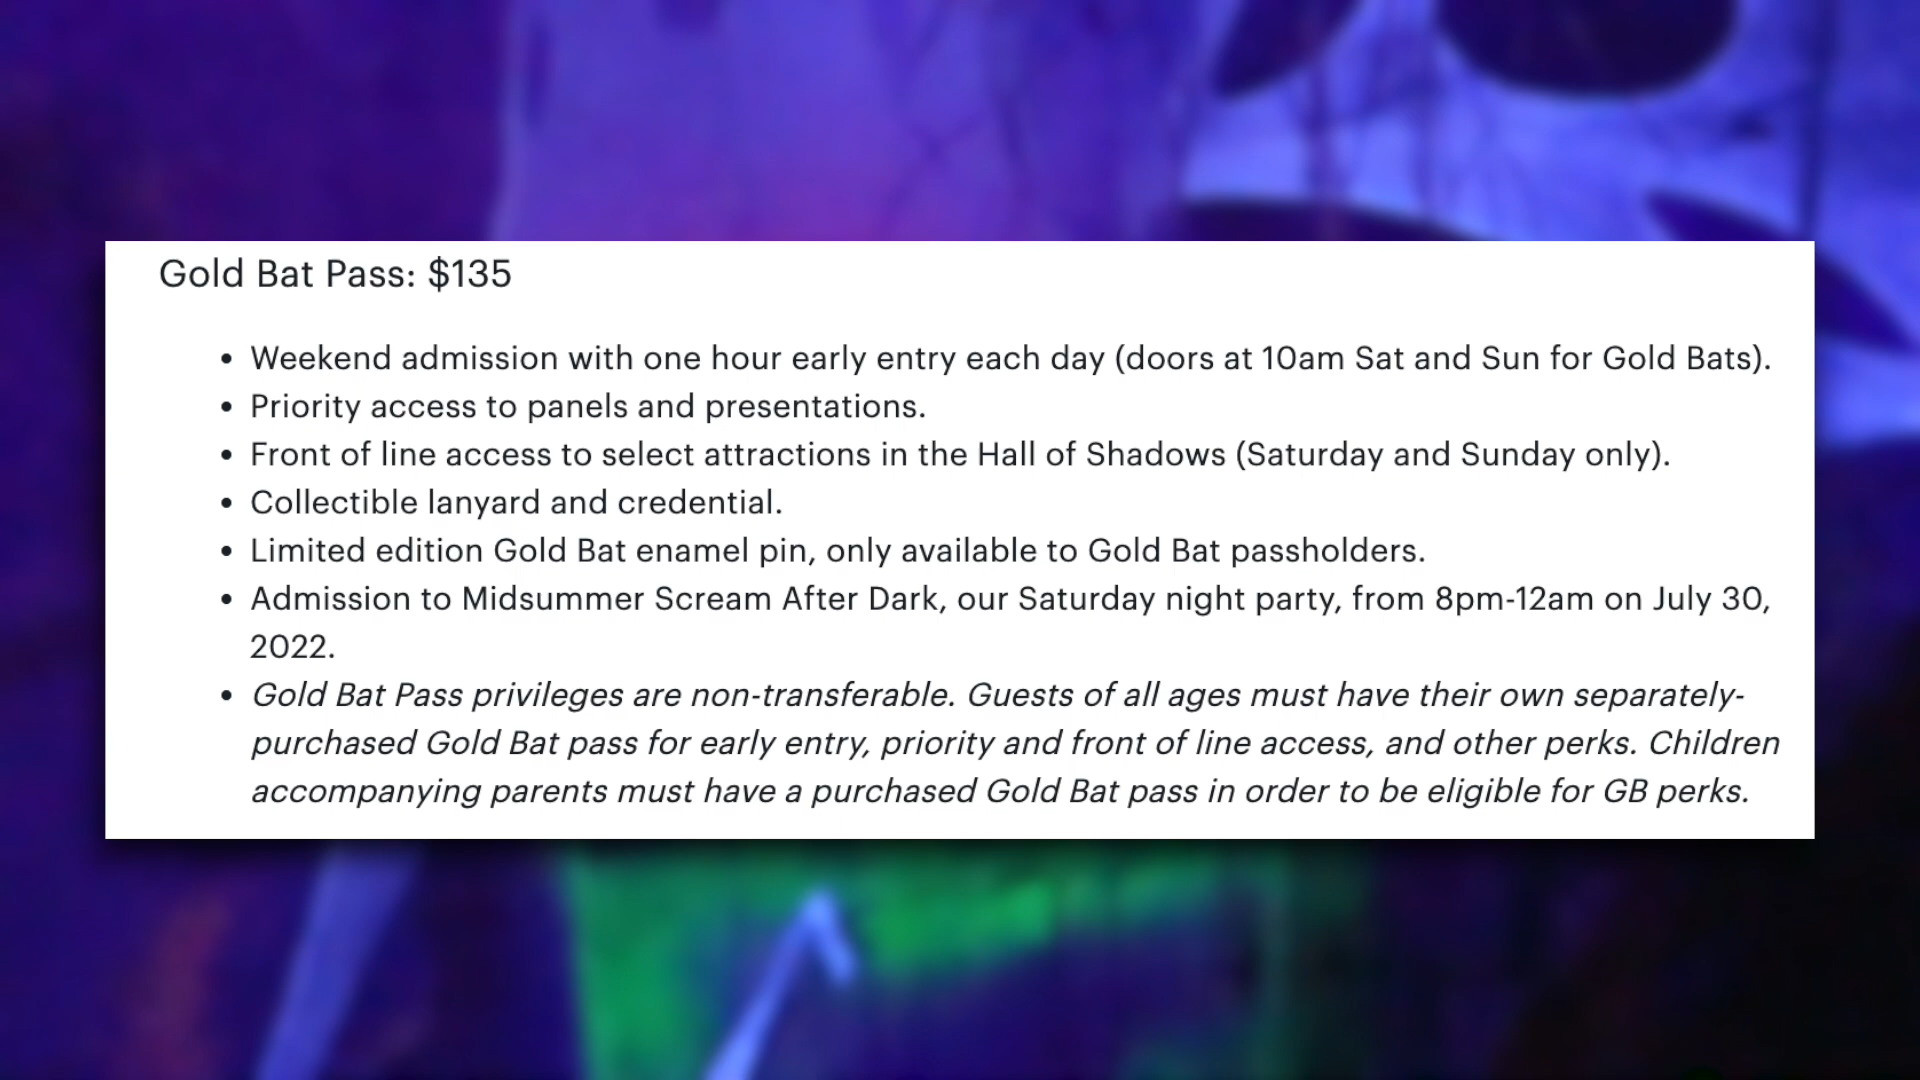 Gold Bat Pass: $135
• Weekend admission with one hour early entry each day (doors at 10am Sat and Sun for Gold Bats).
• Priority access to panels and presentations.
• Front of line access to select attractions in the Hall of Shadows (Saturday and Sunday only).
• Collectible lanyard and credential.
• Limited edition Gold Bat enamel pin, only available to Gold Bat passholders.
• Admission to Midsummer Scream After Dark, our Saturday night party, from 8pm-12am on July 30,
2022.
• Gold Bat Pass privileges are non-transferable. Guests of all ages must have their own separately-
purchased Gold Bat pass for early entry, priority and front of line access, and other perks. Children
accompanying parents must have a purchased Gold Bat pass in order to be eligible for GB perks.